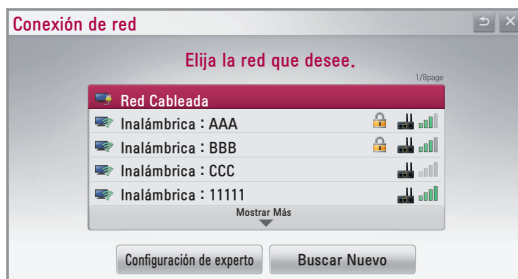 Conexión de red
Elija la red que desee.
1/8page
Red Cableada
Inalámbrica : AAA
Inalámbrica : BBB
Inalámbrica : CCC
Inalámbrica : 11111
Mostrar Más
Configuración de experto
Buscar Nuevo